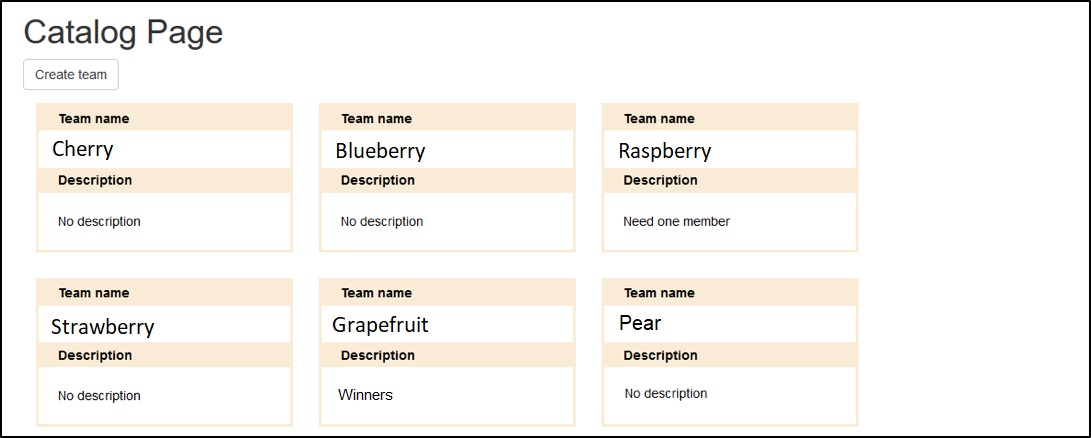 Catalog Page
Create team
Team name
Cherry
Description
No description
Team name
Blueberry
Description
No description
Team name
Raspberry
Description
Need one member
Team name
Strawberry
Description
No description
Team name
Grapefruit
Description
Winners
Team name
Pear
Description
No description